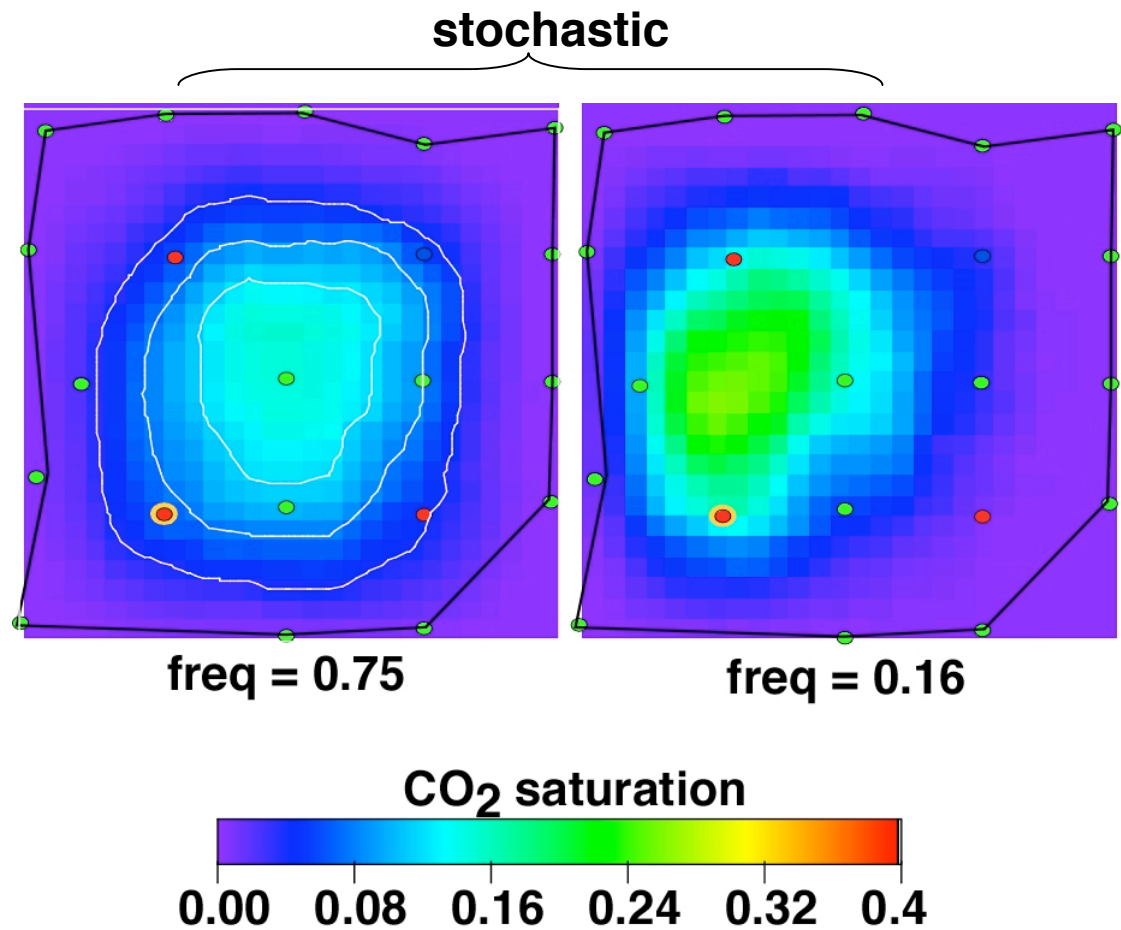 stochastic
freq = 0.75
freq = 0.16
CO2 saturation
0.00 0.08 0.16 0.24 0.32 0.4